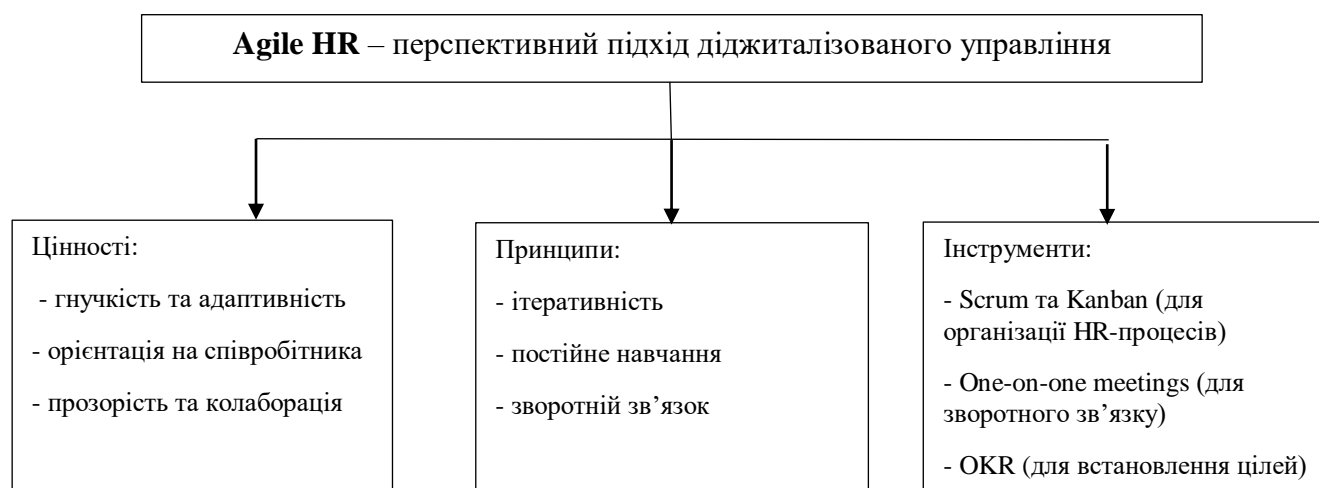 Agile HR – перспективний підхід діджиталізованого управління
Цінності:
- гнучкість та адаптивність
- орієнтація на співробітника
- прозорість та колаборація
Принципи:
- ітеративність
- постійне навчання
- зворотній зв’язок
Інструменти:
- Scrum та Kanban (для
організації HR-процесів)
- One-on-one meetings (для
зворотного зв’язку)
- OKR (для встановлення цілей)